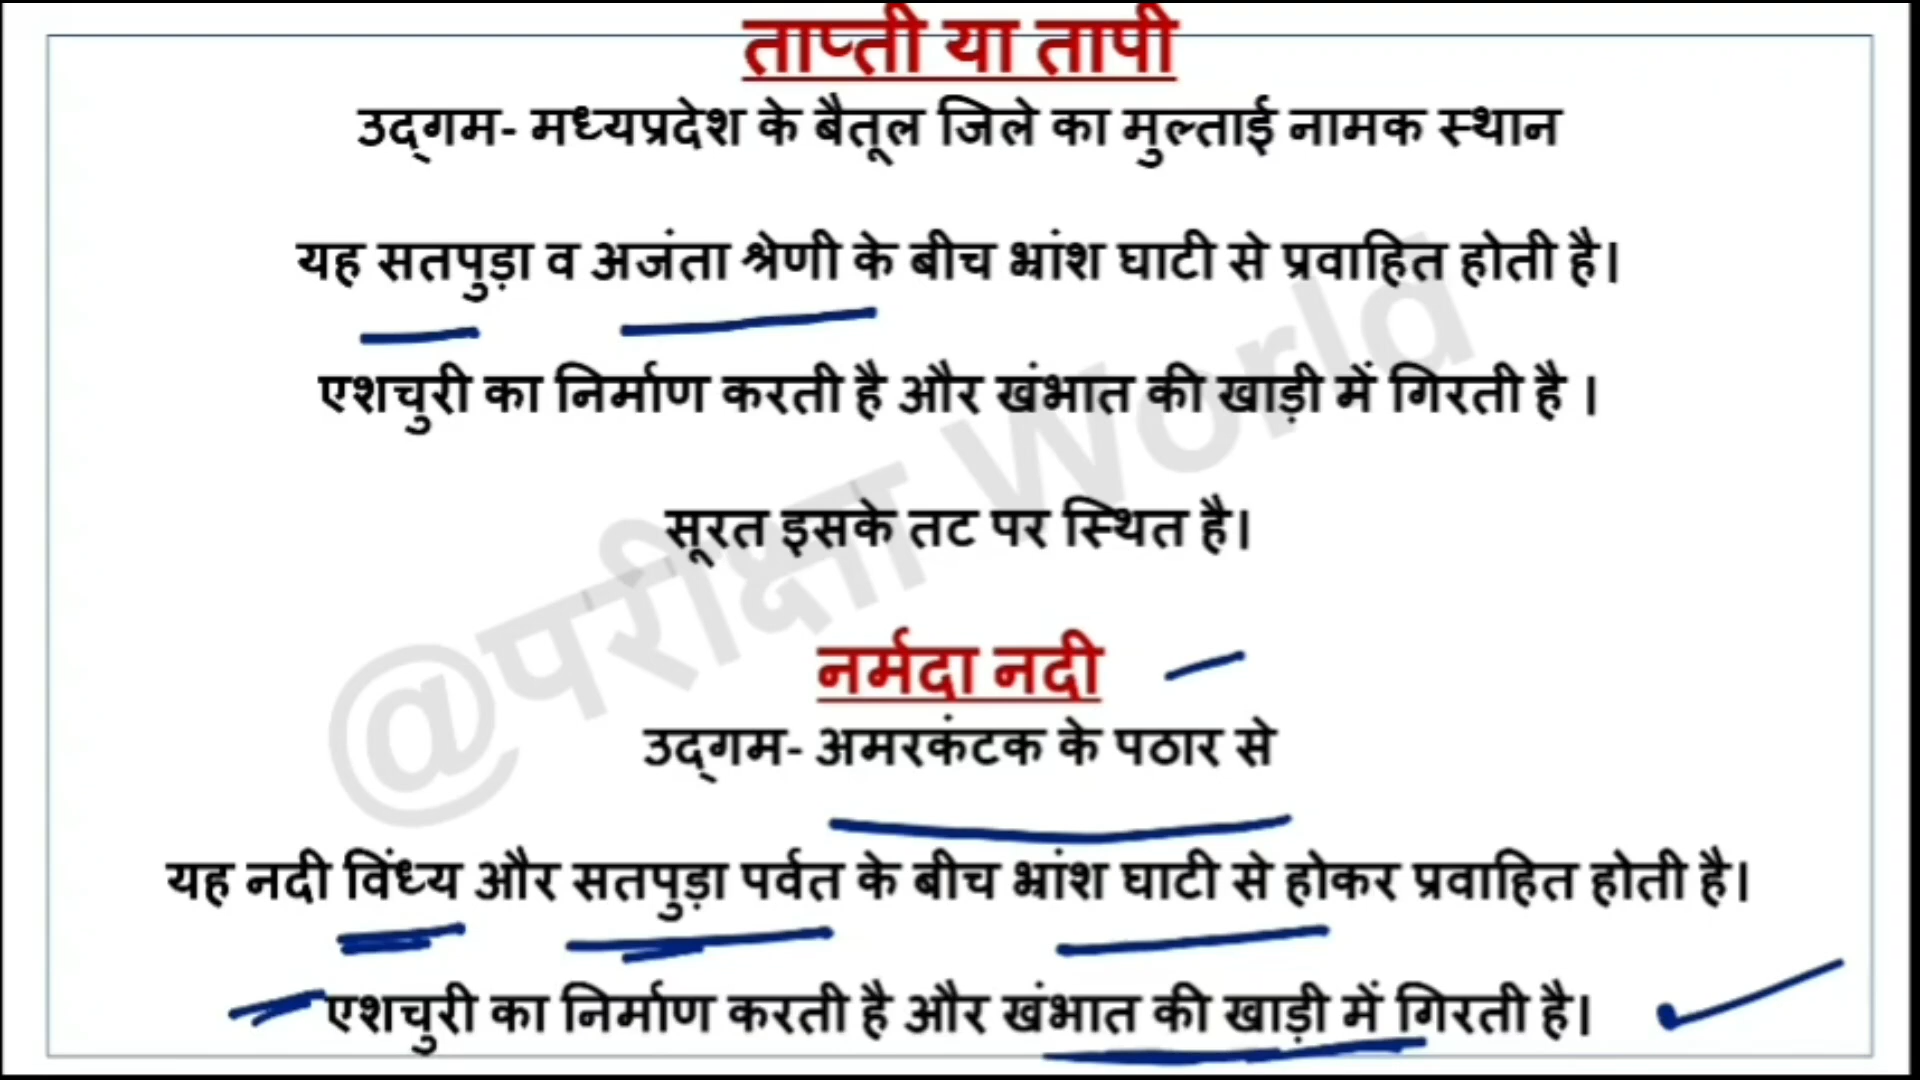 ताप्ती या तापी
उद्गम- मध्यप्रदेश के बैतूल जिले का मुल्ताई नामक स्थान
यह सतपुड़ा व अजंता श्रेणी के बीच भ्रांश घाटी से प्रवाहित होती है।
एशचुरी का निर्माण करती है और खंभात की खाड़ी में गिरती है ।
सूरत इसके तट पर स्थित है।
@परीक्षा World
नर्मदा नदी
उद्गम- अमरकंटक के पठार से
यह नदी विंध्य और सतपुड़ा पर्वत के बीच भ्रांश घाटी से होकर प्रवाहित होती है।
एशचुरी का निर्माण करती है और खंभात की खाड़ी में गिरती है।